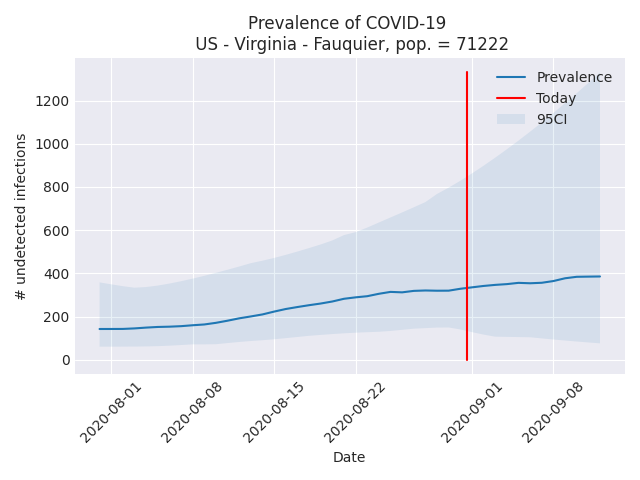 Prevalence of COVID-19
US - Virginia - Fauquier, pop. = 71222
Prevalence
Today
95CI
# undetected infections
1200
1000
800
600
400
200
0
2020-08-01
2020-08-08
2020-08-15
2020-08-22
2020-09-01
2020-09-08
Date